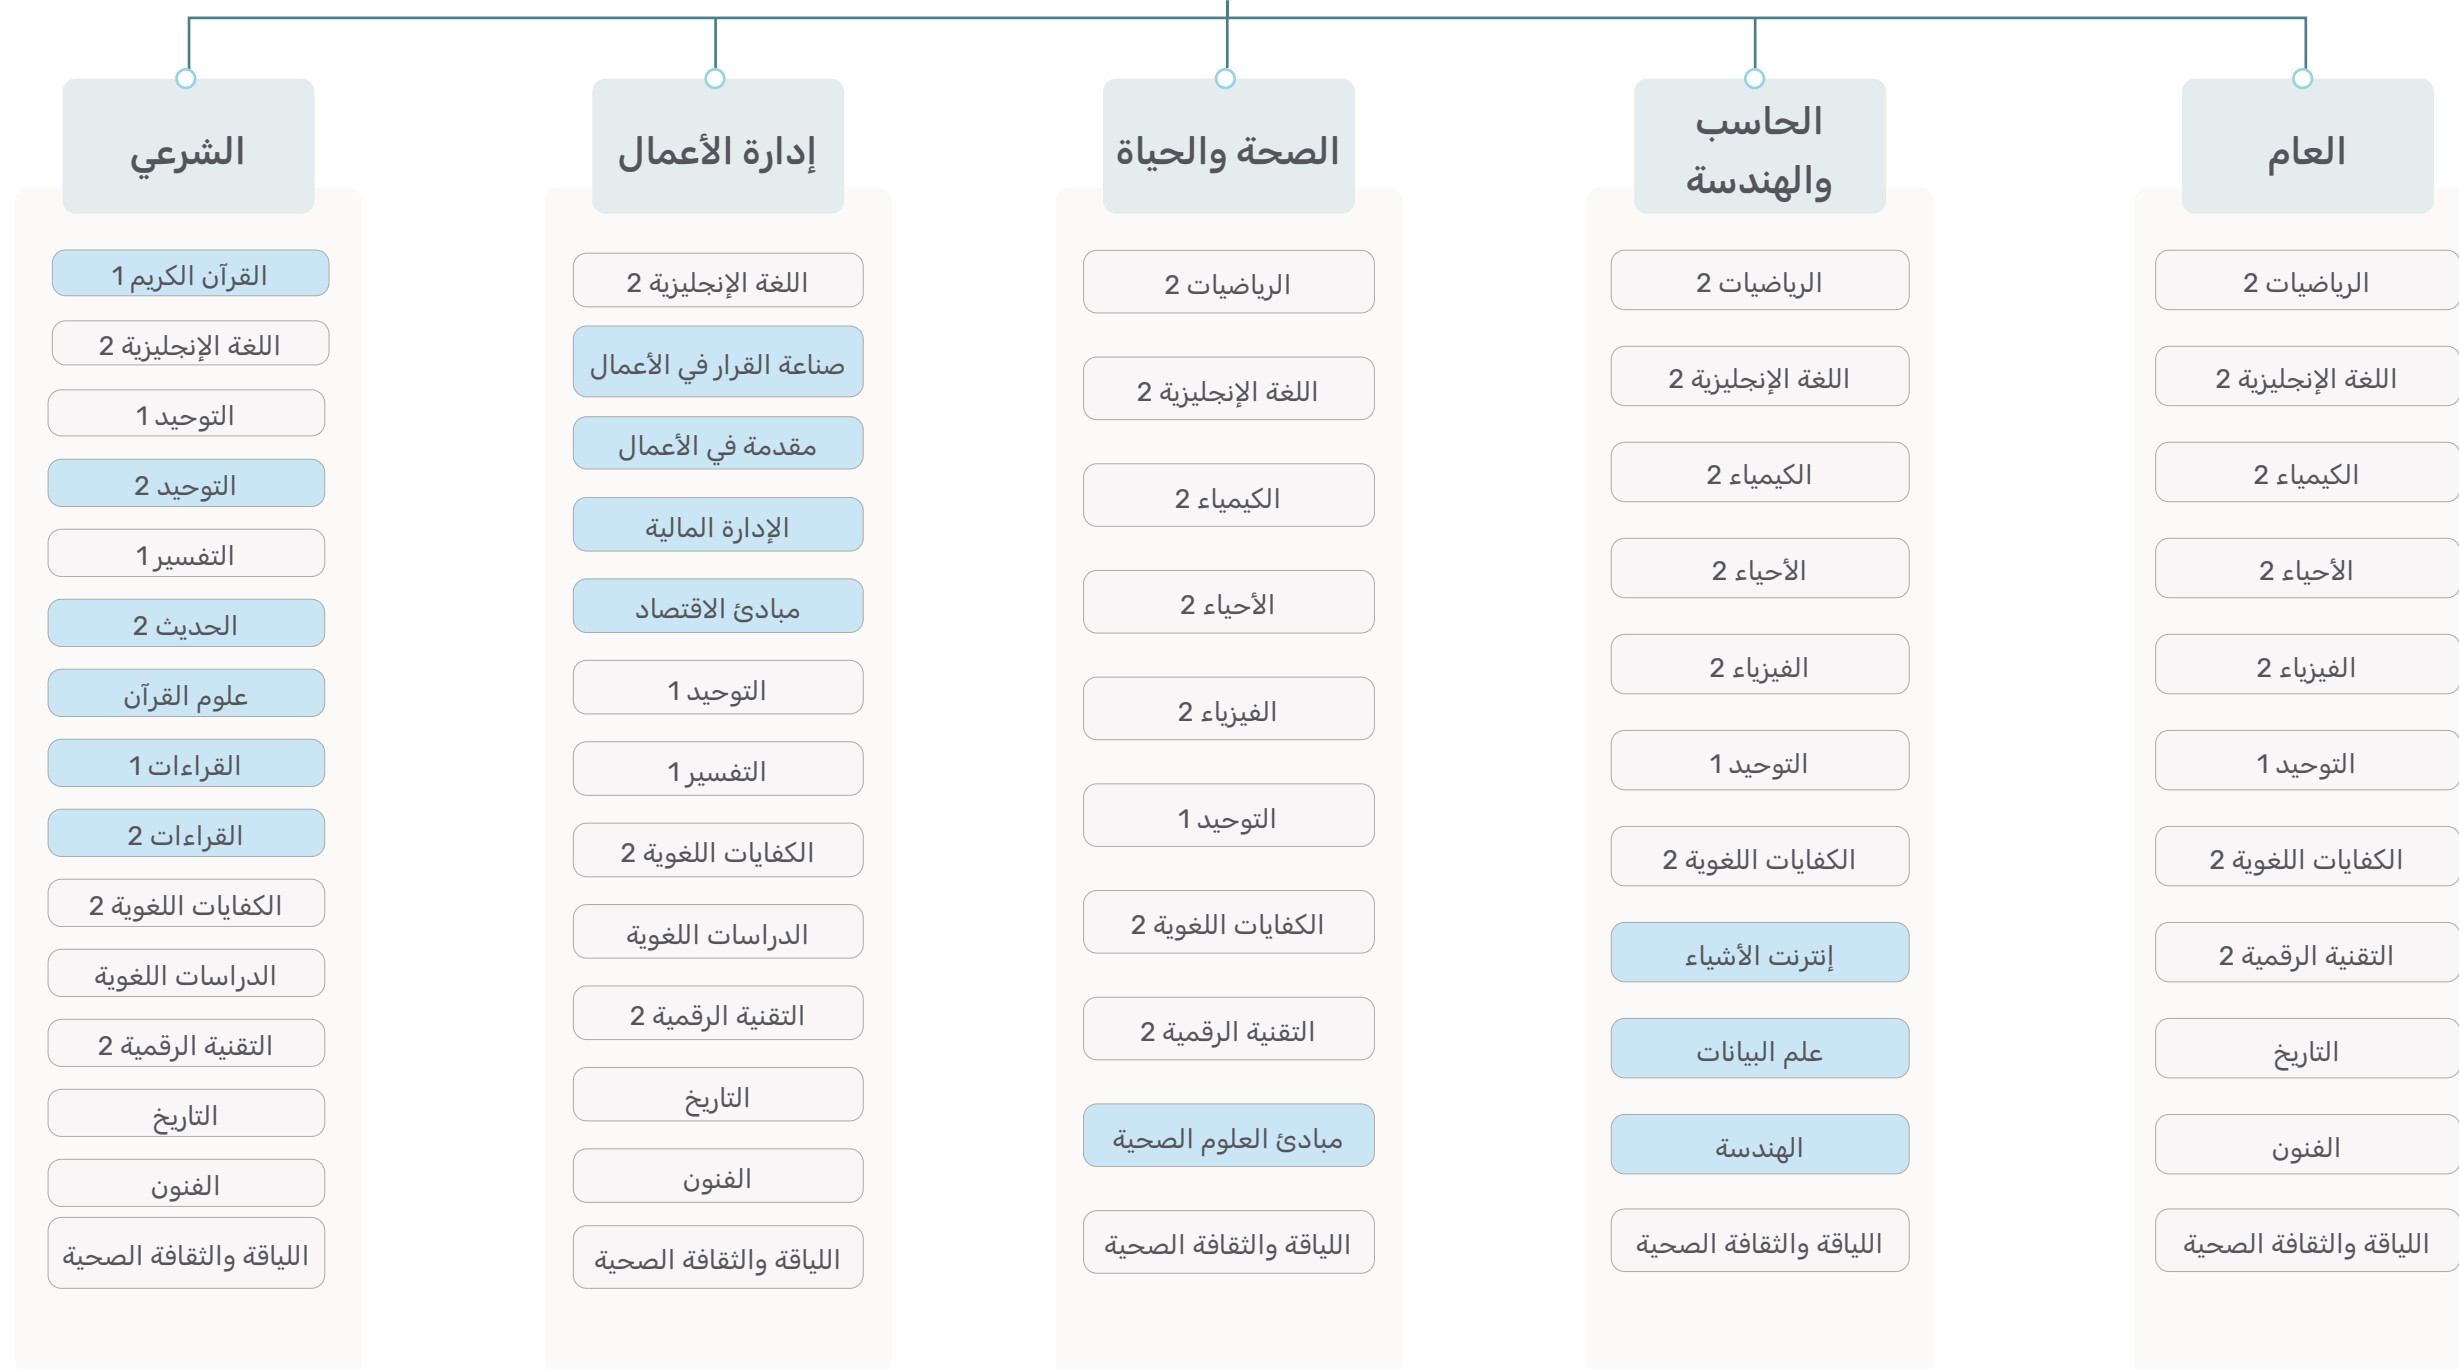 العام
الرياضيات 2
اللغة الإنجليزية 2
الكيمياء 2
الأحياء 2
الفيزياء 2
التوحيد 1
الكفايات اللغوية 2
التقنية الرقمية 2
التاريخ
الفنون
اللياقة والثقافة الصحية
الحاسب
والهندسة
الرياضيات 2
اللغة الإنجليزية 2
الكيمياء 2
الأحياء 2
الفيزياء 2
التوحيد 1
الكفايات اللغوية 2
إنترنت الأشياء
علم البيانات
الهندسة
اللياقة والثقافة الصحية
الصحة والحياة
الرياضيات 2
اللغة الإنجليزية 2
الكيمياء 2
الأحياء 2
الفيزياء 2
التوحيد 1
الكفايات اللغوية 2
التقنية الرقمية 2
مبادئ العلوم الصحية
اللياقة والثقافة الصحية
إدارة الأعمال
اللغة الإنجليزية 2
صناعة القرار في الأعمال
مقدمة في الأعمال
الإدارة المالية
مبادئ الاقتصاد
التوحيد 1
التفسير 1
الكفايات اللغوية 2
الدراسات اللغوية
التقنية الرقمية 2
التاريخ
الفنون
اللياقة والثقافة الصحية
الشرعي
القرآن الكريم 1
اللغة الإنجليزية 2
التوحيد 1
التوحيد 2
التفسير 1
الحديث 2
علوم القرآن
القراءات 1
القراءات 2
الكفايات اللغوية 2
الدراسات اللغوية
التقنية الرقمية 2
التاريخ
الفنون
اللياقة والثقافة الصحية